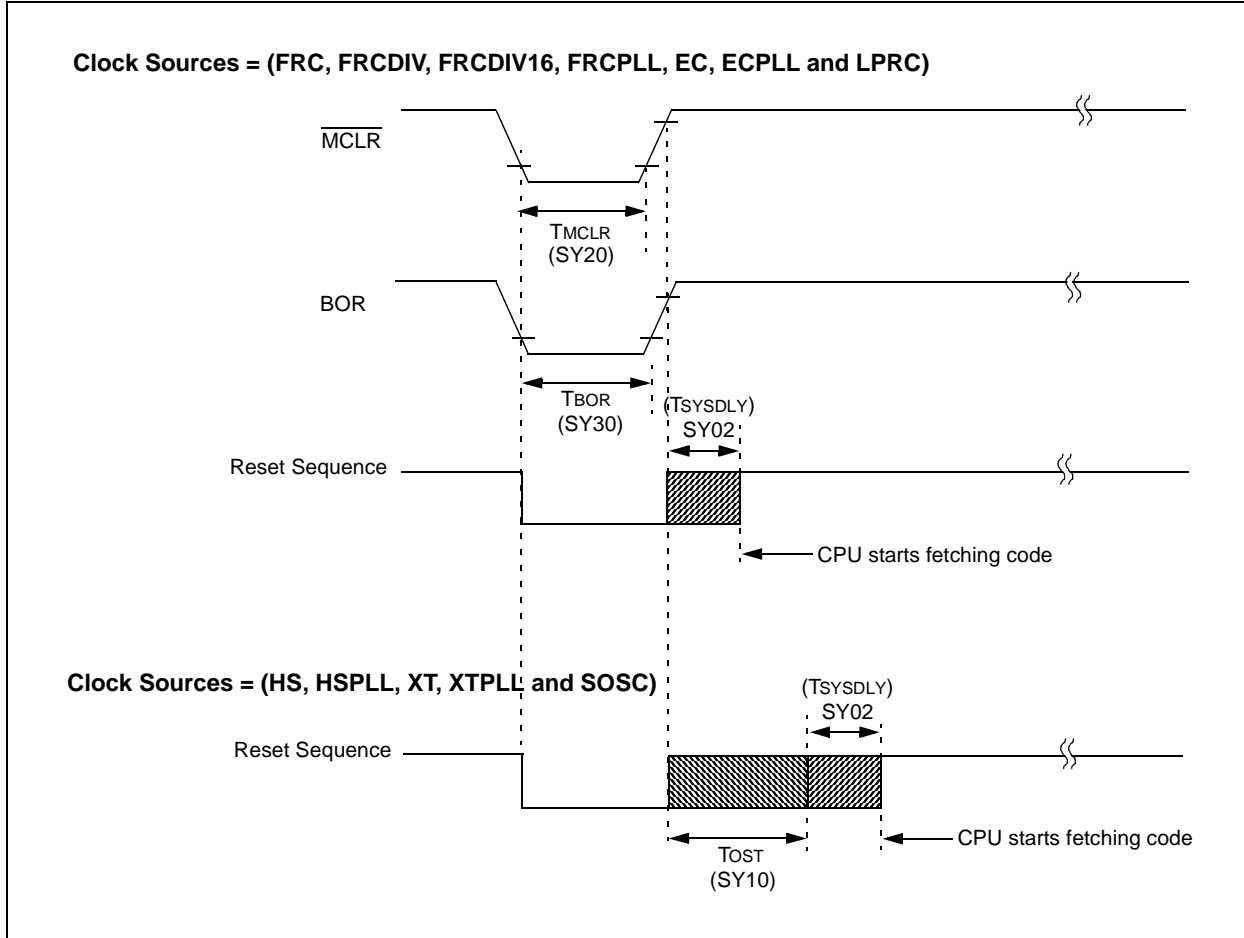 Clock Sources = (FRC, FRCDIV, FRCDIV16, FRCPLL, EC, ECPLL and LPRC)
MCLR
TMCLR
(SY20)
BOR
TBOR
(SY30)
(TSYSDLY)
SY02
Reset Sequence
CPU starts fetching code
Clock Sources = (HS, HSPLL, XT, XTPLL and SOSC)
(TSYSDLY)
SY02
Reset Sequence
CPU starts fetching code
TOST
(SY10)